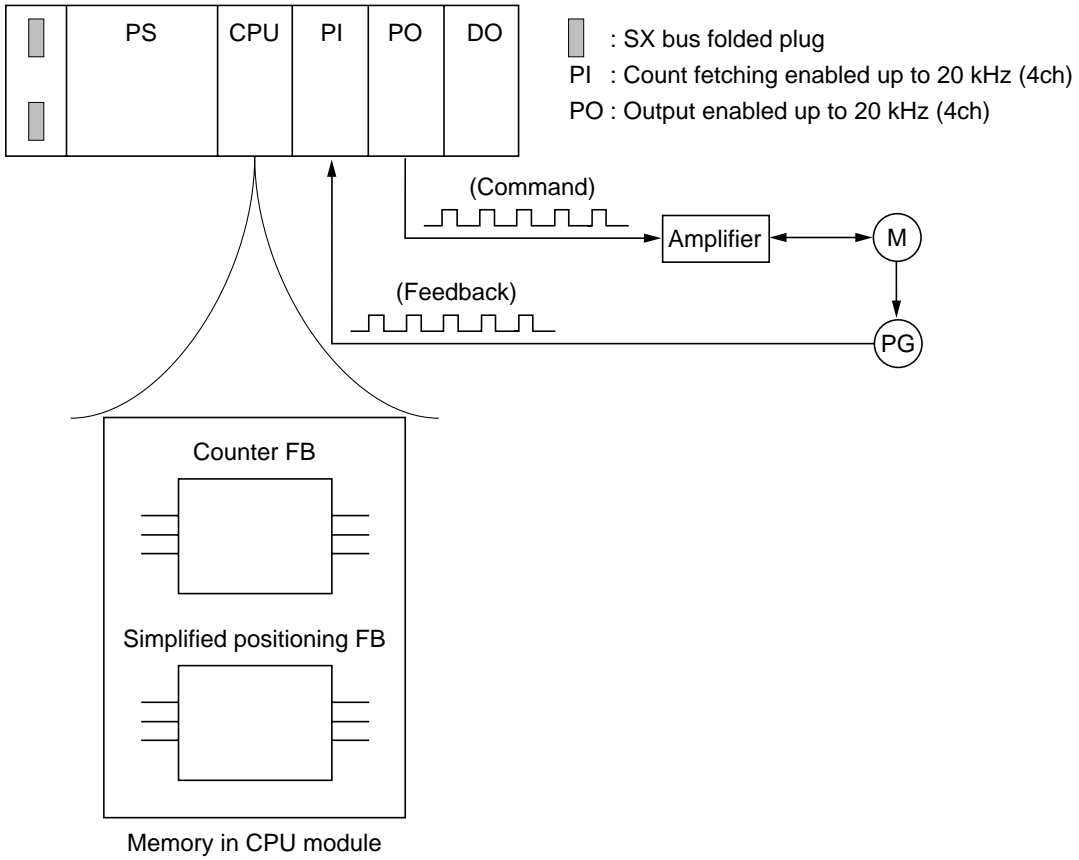 PS CPU PI PO DO
: SX bus folded plug
PI : Count fetching enabled up to 20 kHz (4ch)
PO : Output enabled up to 20 kHz (4ch)
(Command)
Amplifier
M
(Feedback)
PG
Counter FB
Simplified positioning FB
Memory in CPU module